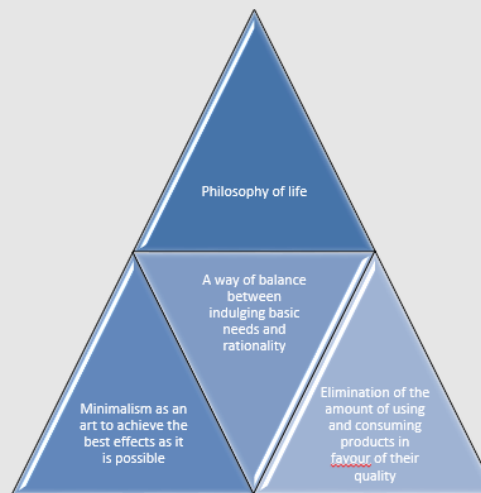 Philosophy of life
A way of balance
between
indulging basic
needs and
rationality
Minimalism as an
art to achieve the
best effects as it
is possible
Elimination of the
amount of using
and consuming
products in
favour of their
quality